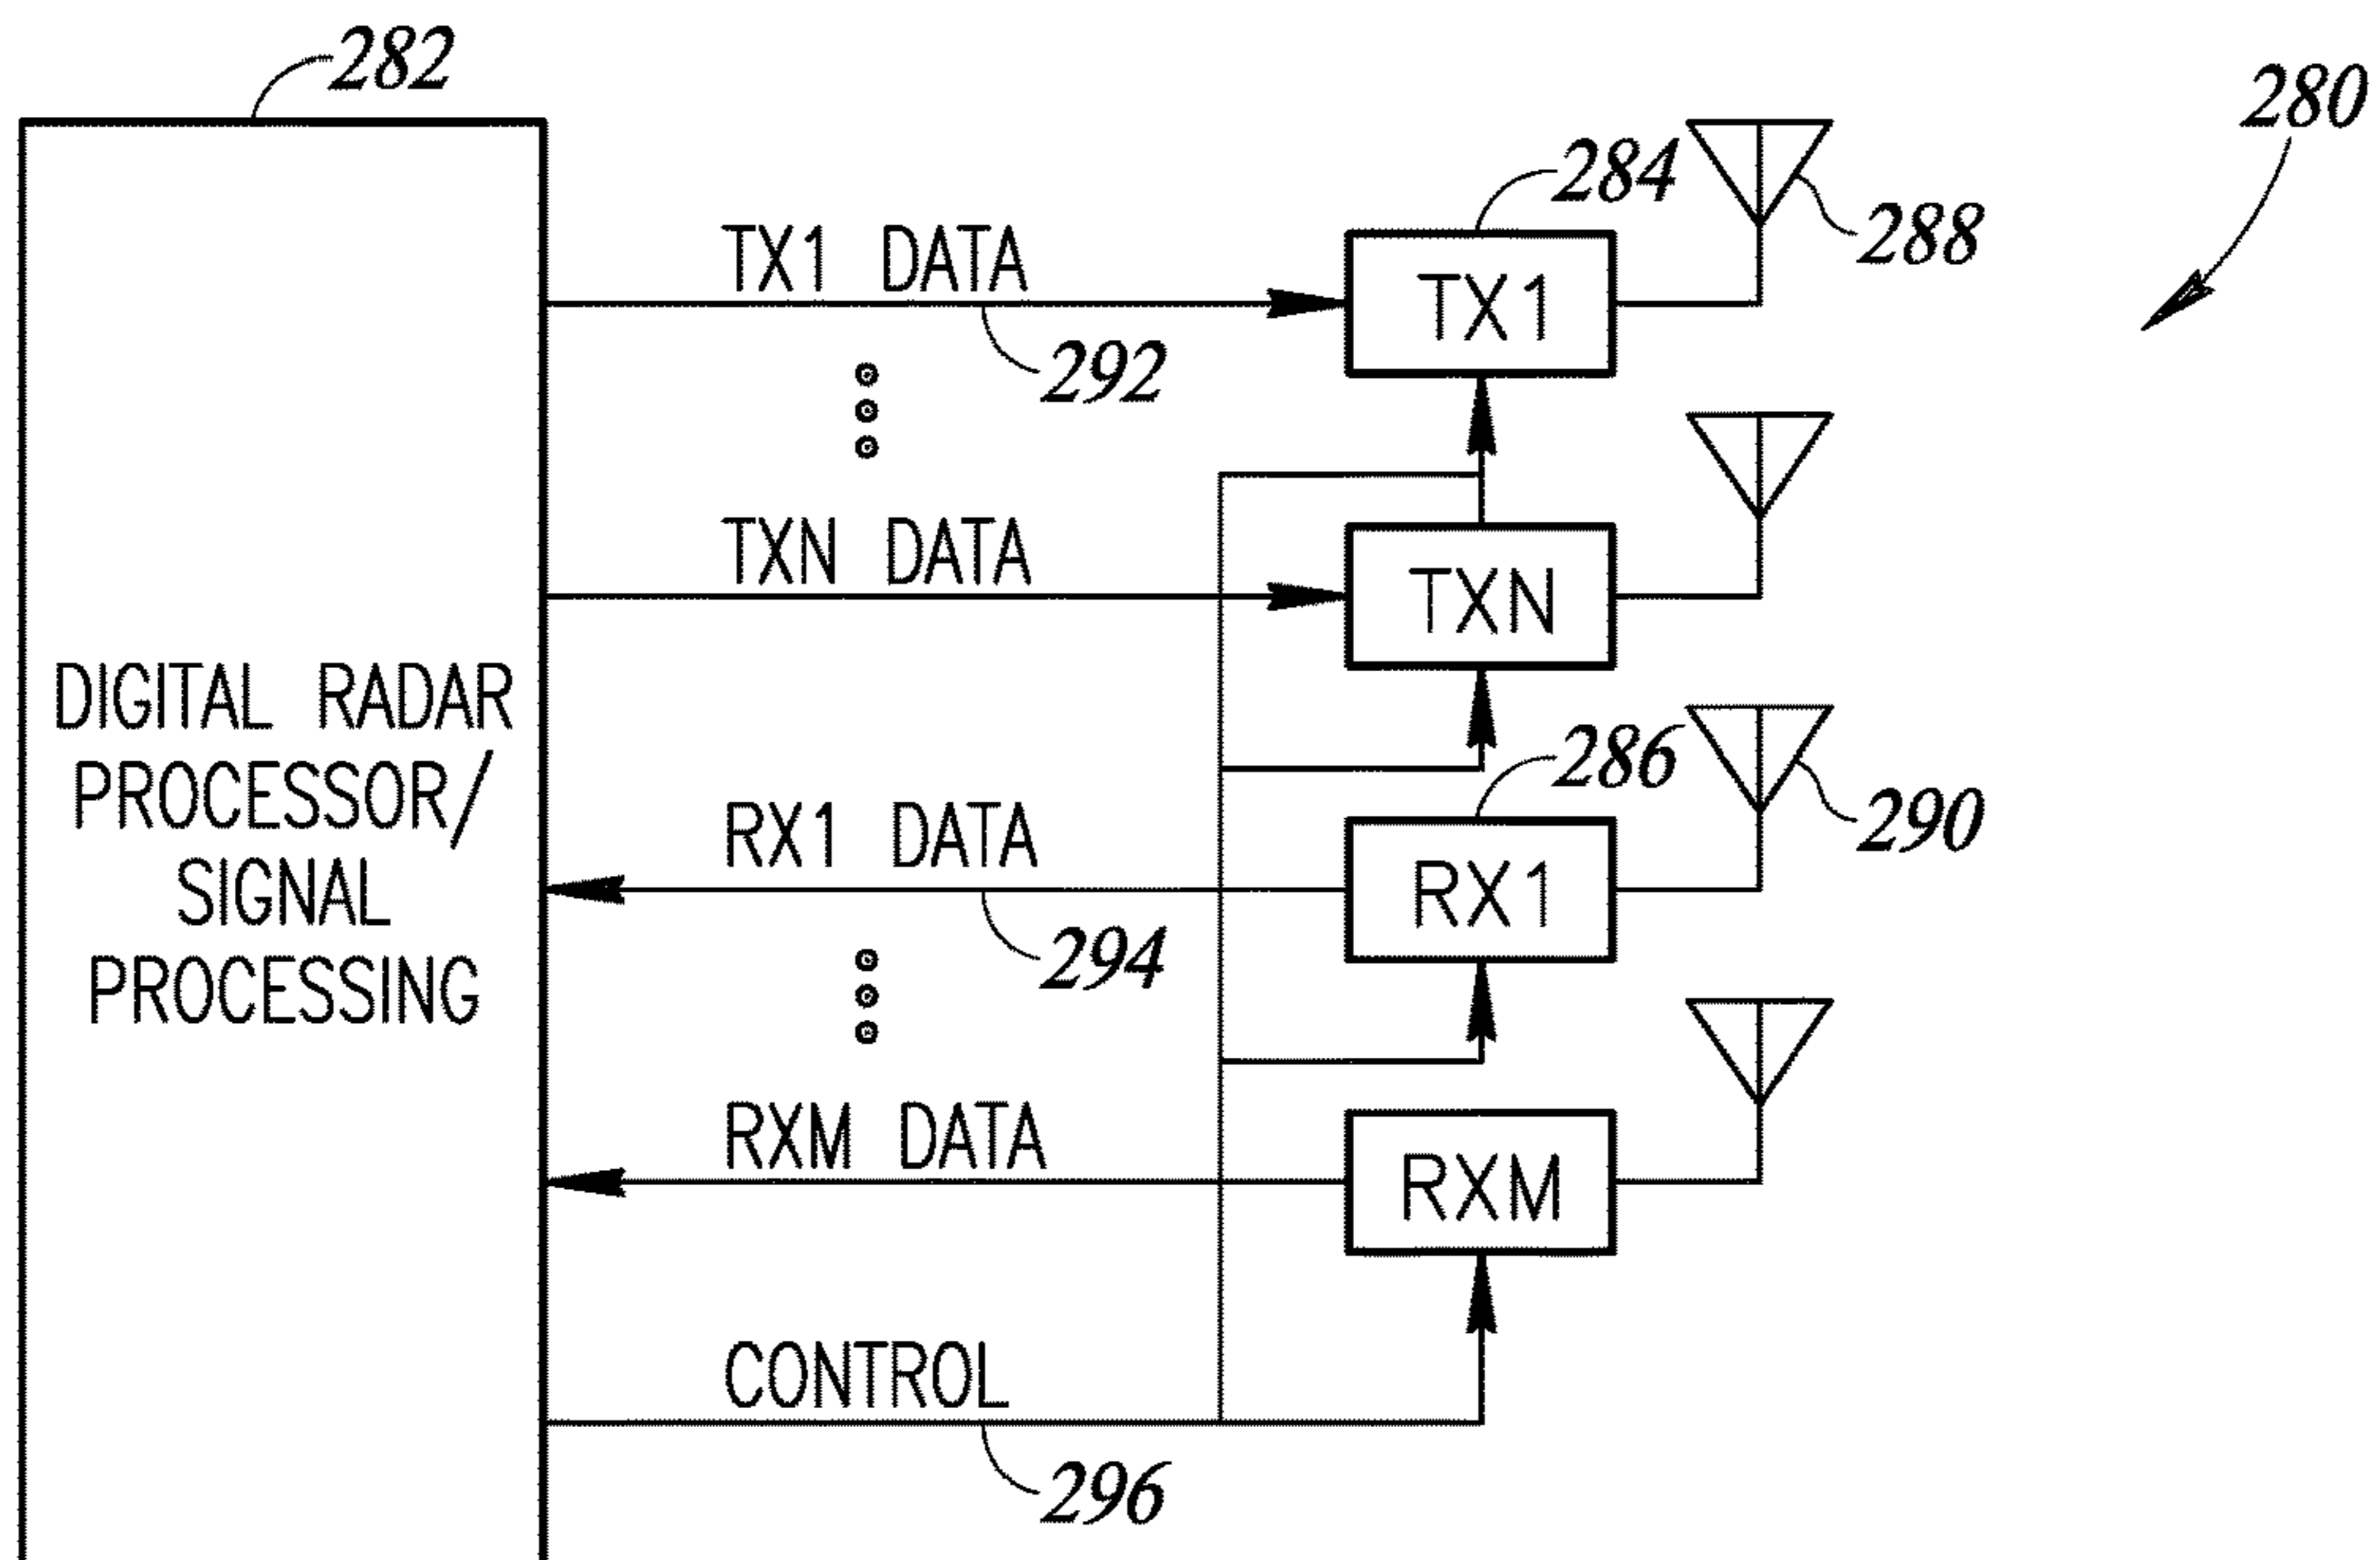 282
280
284
288
TX1 DATA
TX1
292
TXN DATA
TXN
DIGITAL RADAR
PROCESSOR/
SIGNAL
PROCESSING
286
290
RX1 DATA
RX1
294
RXM DATA
RXM
CONTROL
296